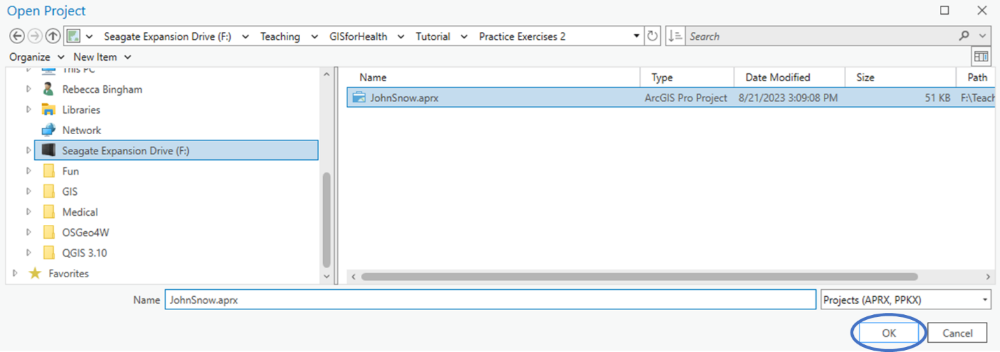 Open Project
Seagate Expansion Drive (F:) Teaching GISforHealth Tutorial Practice Exercises 2 Search
Organize New Item
This PC
Rebecca Bingham
Libraries
Network
Seagate Expansion Drive (F:)
Fun
GIS
Medical
OSGeo4W
QGIS 3.10
Favorites
Name Type Date Modified Size Path
JohnSnow.aprx ArcGIS Pro Project 8/21/2023 3:09:08 PM 51 KB F:\Teach
Name JohnSnow.aprx Projects (APRX, PPKX)
OK Cancel